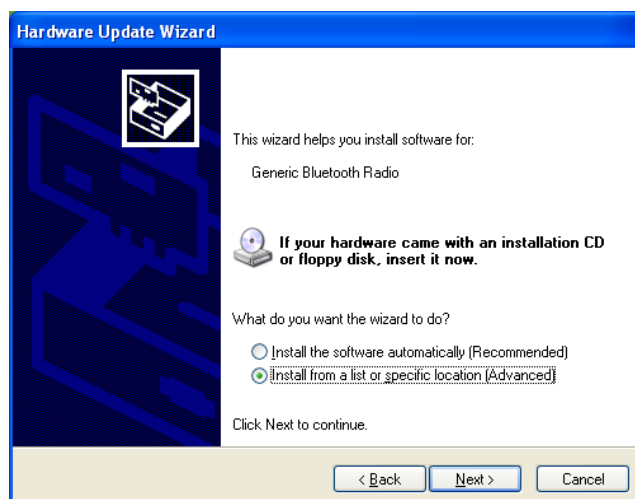 Hardware Update Wizard
This wizard helps you install software for:
Generic Bluetooth Radio
If your hardware came with an installation CD
or floppy disk, insert it now.
What do you want the wizard to do?
Install the software automatically (Recommended)
Install from a list or specific location (Advanced)
Click Next to continue.
< Back Next > Cancel